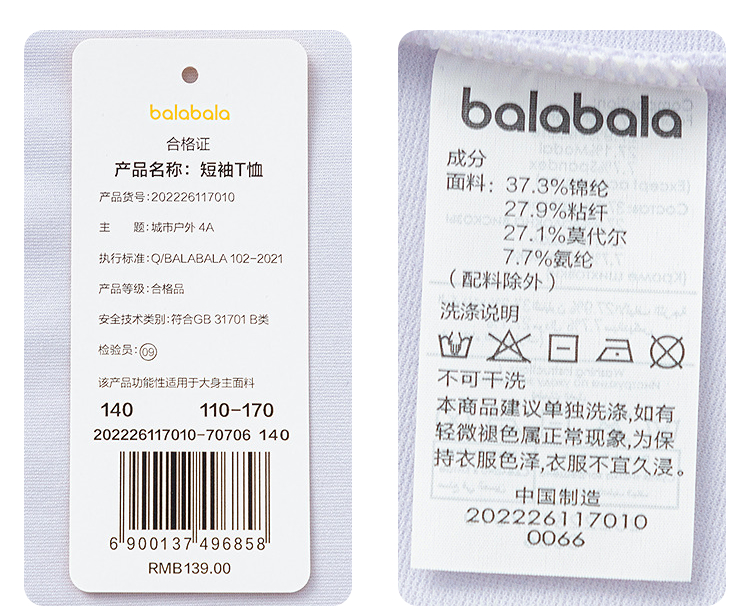 balabala
合格证
产品名称：短袖T恤
产品货号:202226117010
主 题:城市户外 4A
执行标准:Q/BALABALA 102-2021
产品等级:合格品
安全技术类别:符合GB 31701 B类
检验员:09
该产品功能性适用于大身主面料
140 110-170
202226117010-70706 140
6 900137 496858
RMB139.00
balabala
成分
面料：37.3%锦纶
27.9%粘纤
27.1%莫代尔
7.7%氨纶
（配料除外）
洗涤说明
不可干洗
本商品建议单独洗涤,如有
轻微褪色属正常现象,为保
持衣服色泽,衣服不宜久浸。
中国制造
202226117010
0066